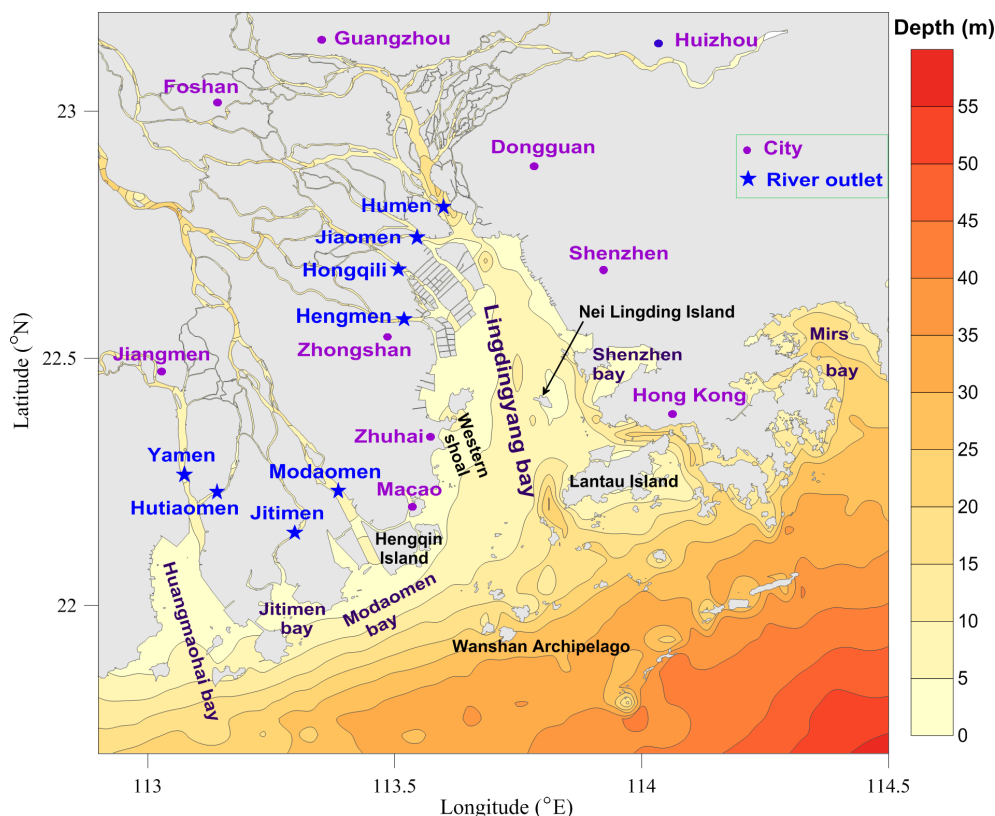 Depth (m)
Guangzhou
Huizhou
Foshan
Dongguan
City
River outlet
Humen
Jiaomen
Hongqili
Hengmen
Shenzhen
Nei Lingding Island
Zhongshan
Jiangmen
Lingdingyang bay
Shenzhen
bay
Mirs
bay
Hong Kong
Zhuhai
Western
shoal
Yamen
Hutiaomen
Modaomen
Jitimen
Macao
Lantau Island
Hengqin
Island
Huangmaohai bay
Jitimen
bay
Modaomen
bay
Wanshan Archipelago
55
50
45
40
35
30
25
20
15
10
5
0
23
22.5
22
Latitude (°N)
113
113.5
114
114.5
Longitude (°E)